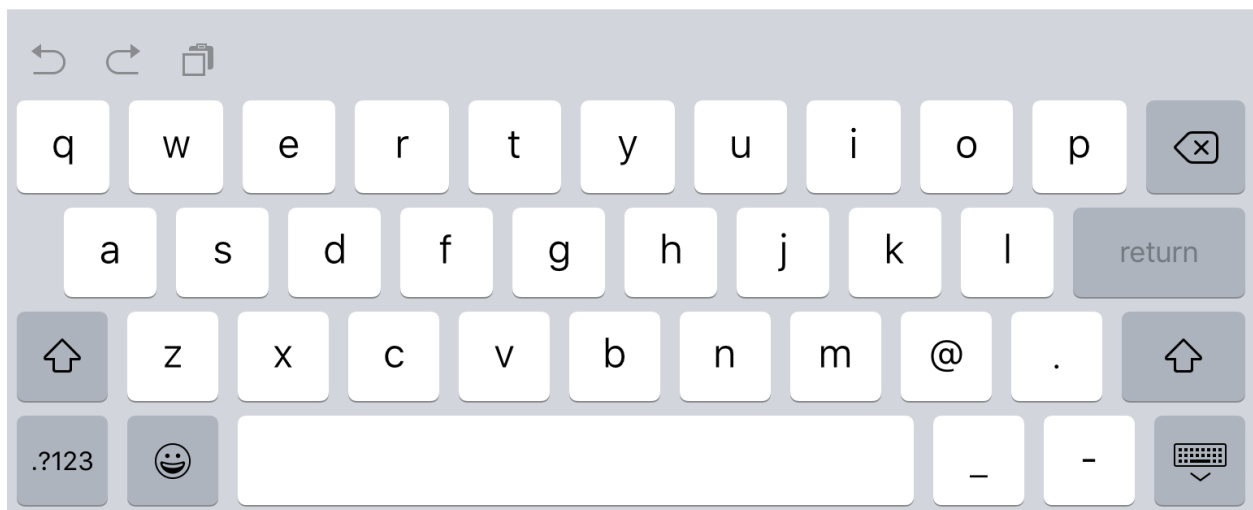 q w e r t y u i o p
a s d f g h j k l return
z x c v b n m @ .
.?123 _ -